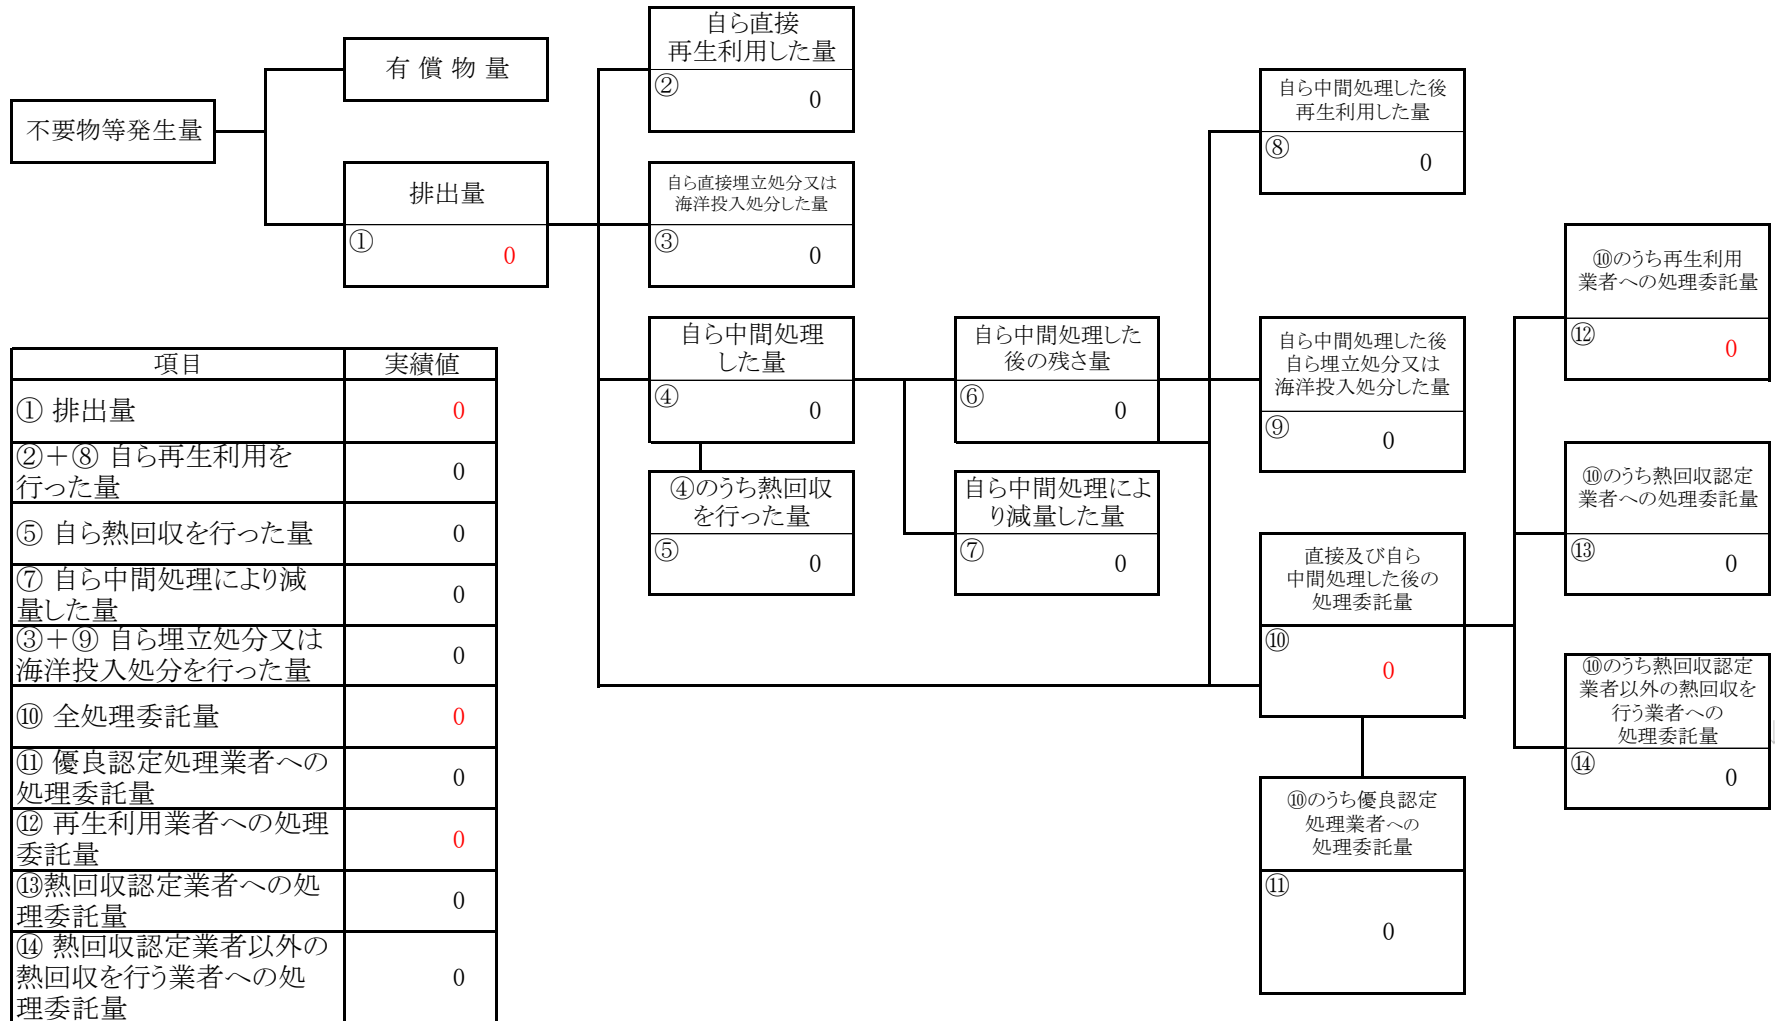 不要物等発生量
有 償 物 量
排出量
①
0
自ら直接
再生利用した量
②
0
自ら直接埋立処分又は
海洋投入処分した量
③
0
自ら中間処理
した量
④
0
④のうち熱回収
を行った量
⑤
0
自ら中間処理した
後の残さ量
⑥
0
自ら中間処理によ
り減量した量
⑦
0
自ら中間処理した後
再生利用した量
⑧
0
自ら中間処理した後
自ら埋立処分又は
海洋投入処分した量
⑨
0
直接及び自ら
中間処理した後の
処理委託量
⑩
0
⑩のうち優良認定
処理業者への
処理委託量
⑪
0
⑩のうち再生利用
業者への処理委託量
⑫
0
⑩のうち熱回収認定
業者への処理委託量
⑬
0
⑩のうち熱回収認定
業者以外の熱回収を
行う業者への
処理委託量
⑭
0
項目 実績値
① 排出量 0
②＋⑧ 自ら再生利用を
行った量 0
⑤ 自ら熱回収を行った量 0
⑦ 自ら中間処理により減
量した量 0
③＋⑨ 自ら埋立処分又は
海洋投入処分を行った量 0
⑩ 全処理委託量 0
⑪ 優良認定処理業者への
処理委託量 0
⑫ 再生利用業者への処理
委託量 0
⑬熱回収認定業者への処
理委託量 0
⑭ 熱回収認定業者以外の
熱回収を行う業者への処 0
理委託量